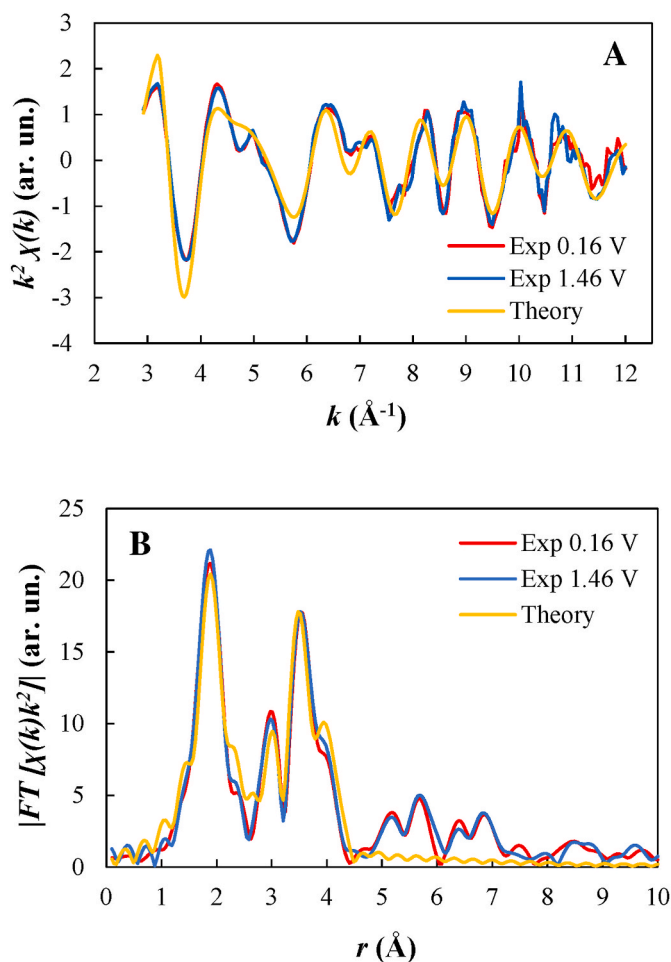 3
A
2
1
0
-1
-2
-3
-4
k² χ(k) (ar. un.)
Exp 0.16 V
Exp 1.46 V
Theory
2 3 4 5 6 7 8 9 10 11 12
k (Å⁻¹)
25
B
20
15
10
5
0
|FT [χ(k)k²]| (ar. un.)
Exp 0.16 V
Exp 1.46 V
Theory
0 1 2 3 4 5 6 7 8 9 10
r (Å)